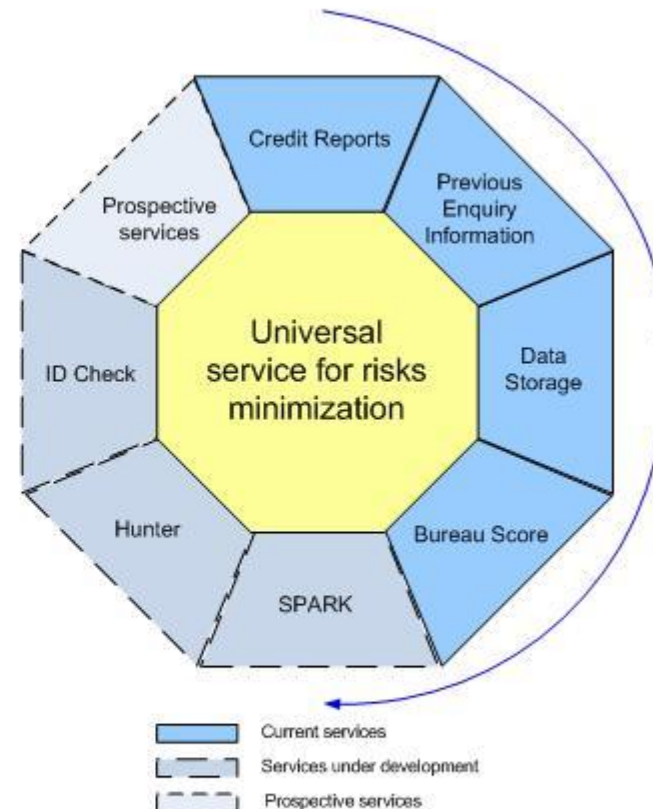 Credit Reports
Previous
Enquiry
Information
Data
Storage
Bureau Score
SPARK
Hunter
ID Check
Prospective
services
Universal
service for risks
minimization
Current services
Services under development
Prospective services